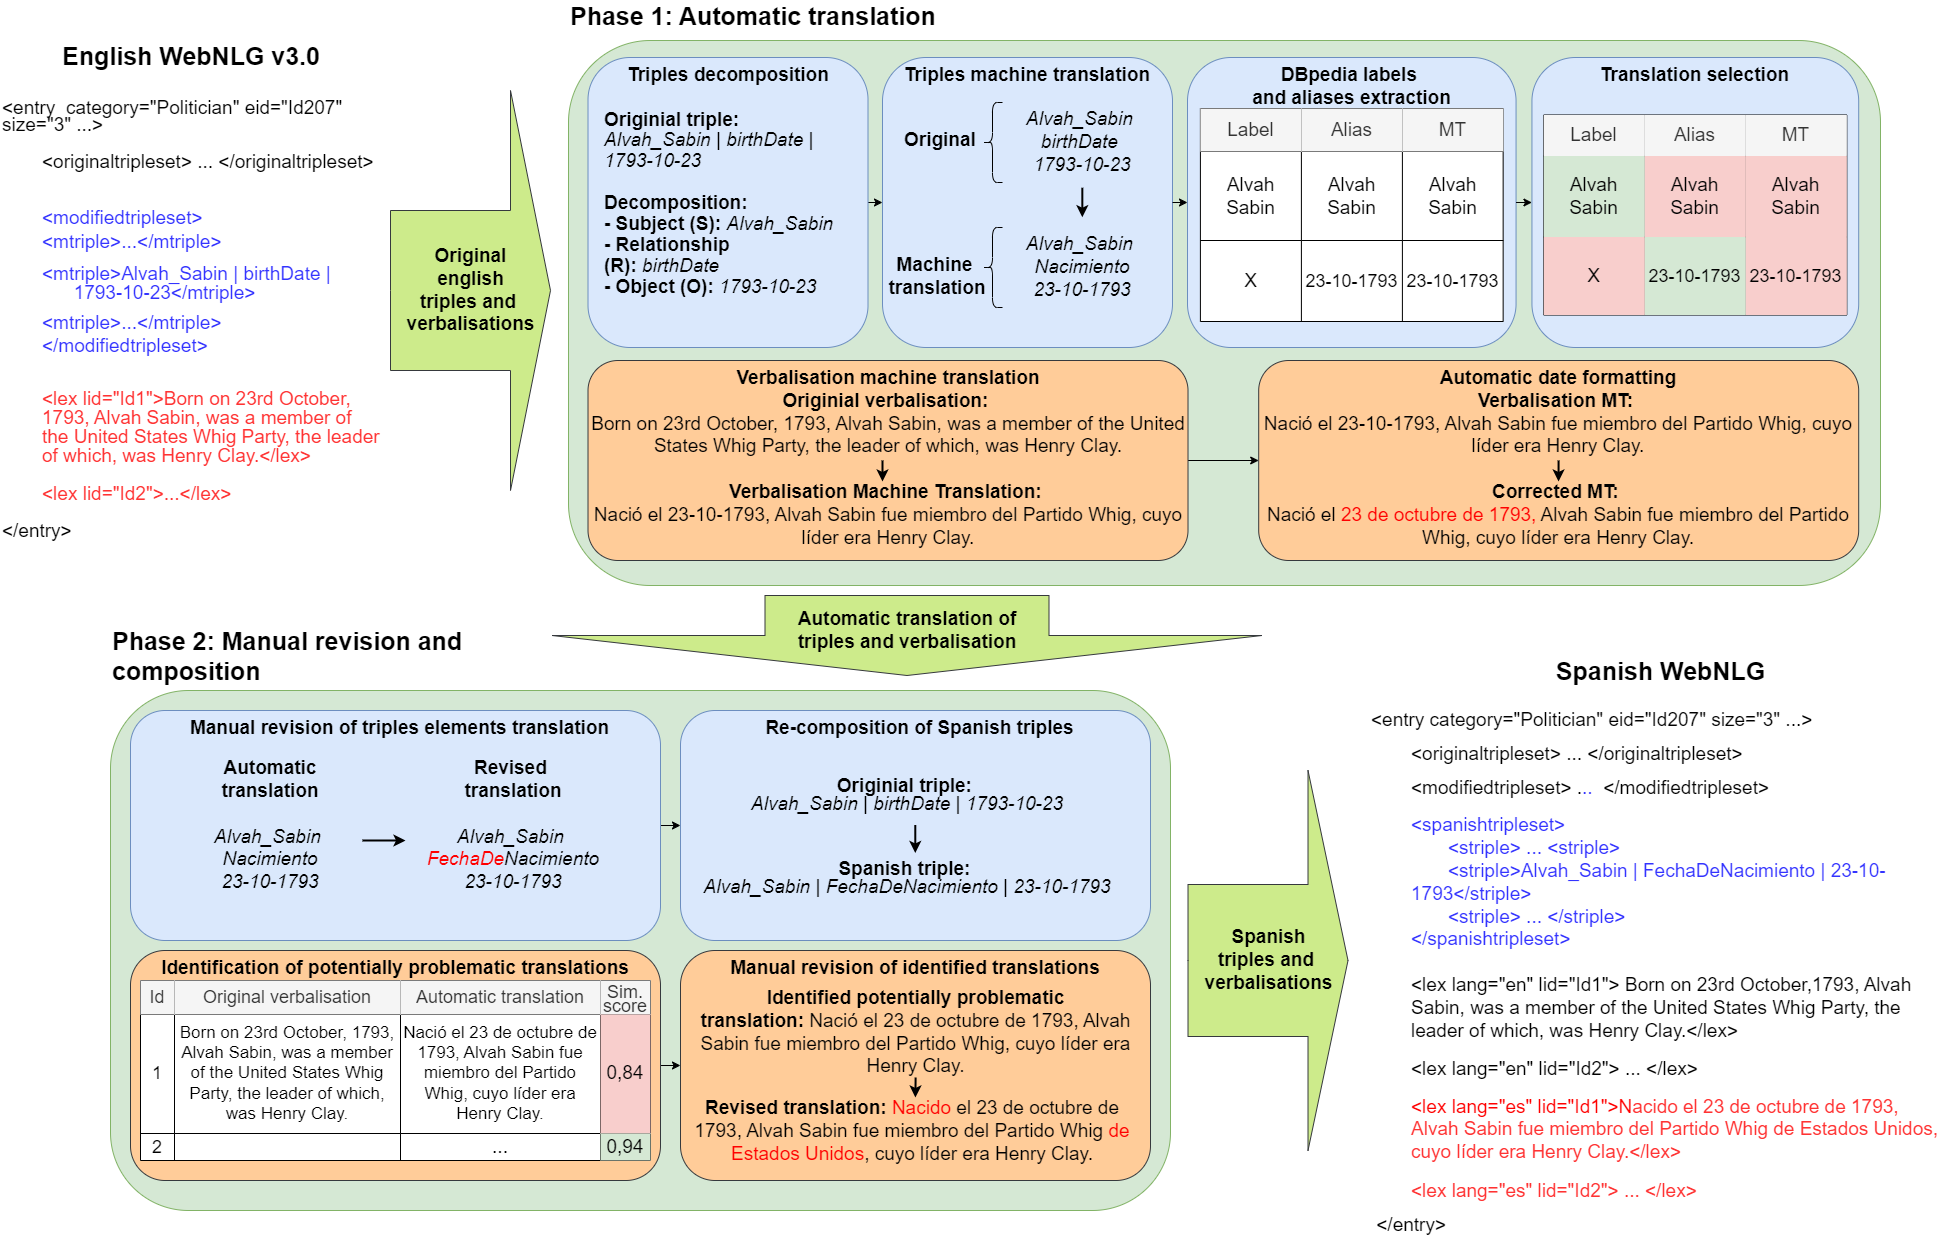 Phase 1: Automatic translation
English WebNLG v3.0
<entry category="Politician" eid="Id207"
size="3" ...>
<originaltripleset> ... </originaltripleset>
<modifiedtripleset>
<mtriple>...</mtriple>
<mtriple>Alvah_Sabin | birthDate |
1793-10-23</mtriple>
<mtriple>...</mtriple>
</modifiedtripleset>
<lex lid="Id1">Born on 23rd October,
1793, Alvah Sabin, was a member of
the United States Whig Party, the leader
of which, was Henry Clay.</lex>
<lex lid="Id2">...</lex>
</entry>
Original
english
triples and
verbalisations
Triples decomposition
Originial triple:
Alvah_Sabin | birthDate |
1793-10-23
Decomposition:
- Subject (S): Alvah_Sabin
- Relationship
(R): birthDate
- Object (O): 1793-10-23
Triples machine translation
Original
Alvah_Sabin
birthDate
1793-10-23
Machine
translation
Alvah_Sabin
Nacimiento
23-10-1793
DBpedia labels
and aliases extraction
Label Alias MT
Alvah Alvah Alvah
Sabin Sabin Sabin
X 23-10-1793 23-10-1793
Translation selection
Label Alias MT
Alvah Alvah Alvah
Sabin Sabin Sabin
X 23-10-1793 23-10-1793
Verbalisation machine translation
Originial verbalisation:
Born on 23rd October, 1793, Alvah Sabin, was a member of the United
States Whig Party, the leader of which, was Henry Clay.
Verbalisation Machine Translation:
Nació el 23-10-1793, Alvah Sabin fue miembro del Partido Whig, cuyo
líder era Henry Clay.
Automatic date formatting
Verbalisation MT:
Nació el 23-10-1793, Alvah Sabin fue miembro del Partido Whig, cuyo
líder era Henry Clay.
Corrected MT:
Nació el 23 de octubre de 1793, Alvah Sabin fue miembro del Partido
Whig, cuyo líder era Henry Clay.
Automatic translation of
triples and verbalisation
Phase 2: Manual revision and
composition
Manual revision of triples elements translation
Automatic
translation
Alvah_Sabin
Nacimiento
23-10-1793
Revised
translation
Alvah_Sabin
FechaDeNacimiento
23-10-1793
Re-composition of Spanish triples
Originial triple:
Alvah_Sabin | birthDate | 1793-10-23
Spanish triple:
Alvah_Sabin | FechaDeNacimiento | 23-10-1793
Identification of potentially problematic translations
Id Original verbalisation Automatic translation Sim.
score
1
Born on 23rd October, 1793,
Alvah Sabin, was a member
of the United States Whig
Party, the leader of which,
was Henry Clay.
Nació el 23 de octubre de
1793, Alvah Sabin fue
miembro del Partido
Whig, cuyo líder era
Henry Clay.
0,84
2 ... 0,94
Manual revision of identified translations
Identified potentially problematic
translation: Nació el 23 de octubre de 1793, Alvah
Sabin fue miembro del Partido Whig, cuyo líder era
Henry Clay.
Revised translation: Nacido el 23 de octubre de
1793, Alvah Sabin fue miembro del Partido Whig de
Estados Unidos, cuyo líder era Henry Clay.
Spanish
triples and
verbalisations
Spanish WebNLG
<entry category="Politician" eid="Id207" size="3" ...>
<originaltripleset> ... </originaltripleset>
<modifiedtripleset> ... </modifiedtripleset>
<spanishtripleset>
<striple> ... <striple>
<striple>Alvah_Sabin | FechaDeNacimiento | 23-10-
1793</striple>
<striple> ... </striple>
</spanishtripleset>
<lex lang="en" lid="Id1"> Born on 23rd October,1793, Alvah
Sabin, was a member of the United States Whig Party, the
leader of which, was Henry Clay.</lex>
<lex lang="en" lid="Id2"> ... </lex>
<lex lang="es" lid="Id1">Nacido el 23 de octubre de 1793,
Alvah Sabin fue miembro del Partido Whig de Estados Unidos,
cuyo líder era Henry Clay.</lex>
<lex lang="es" lid="Id2"> ... </lex>
</entry>